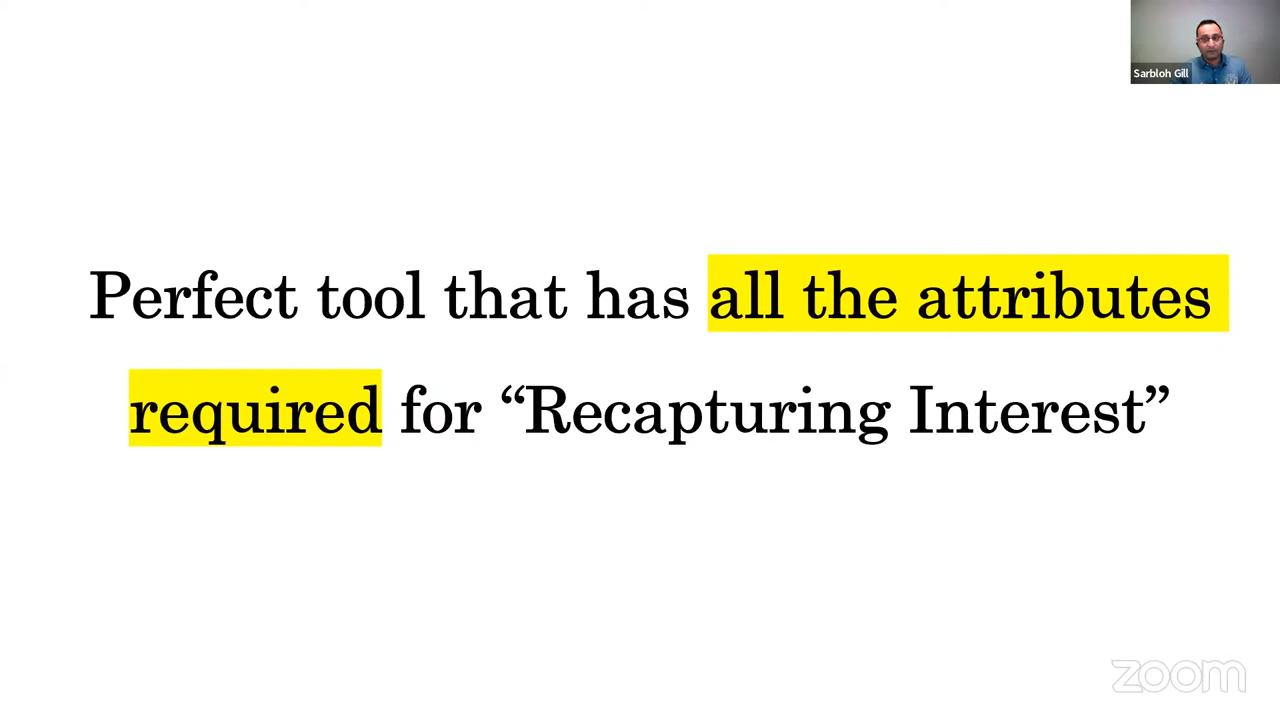 Sarbloh Gill
Perfect tool that has all the attributes
required for “Recapturing Interest”
zoom